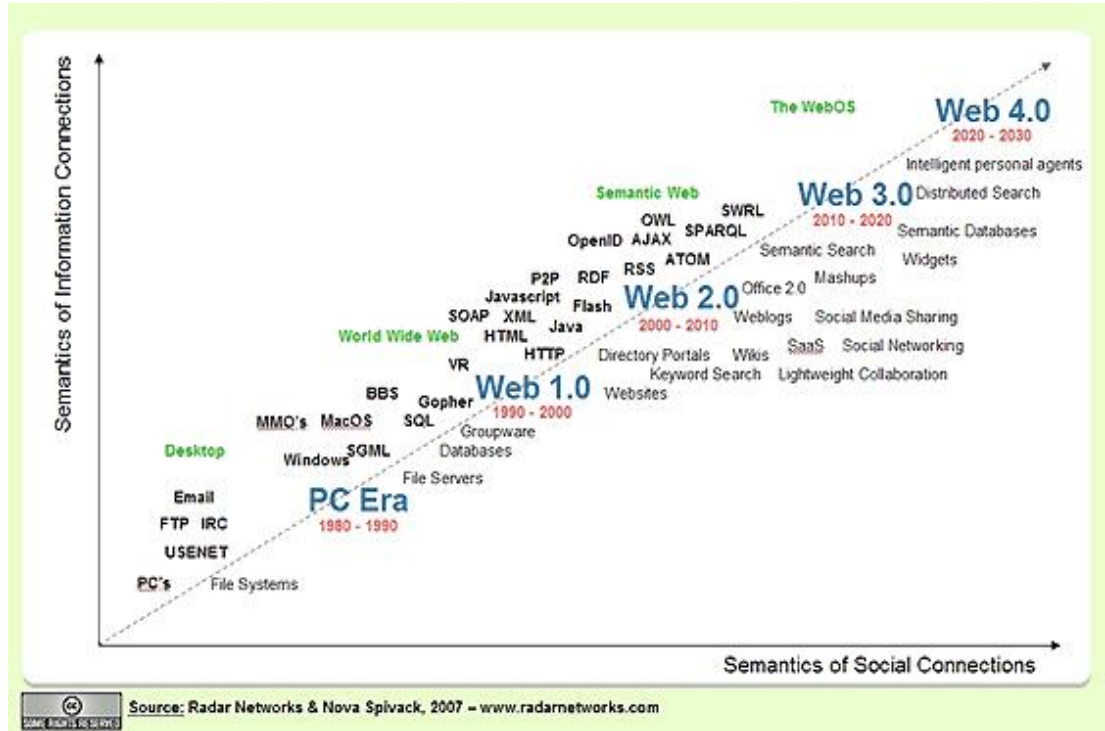 Semantics of Information Connections
The WebOS
Web 4.0
2020 - 2030
Intelligent personal agents
Semantic Web
Web 3.0
Distributed Search
2010 - 2020
SWRL
OWL
SPARQL
Semantic Databases
OpenID
AJAX
Semantic Search
ATOM
Widgets
RSS
P2P
RDF
Mashups
Office 2.0
Javascript
Web 2.0
Flash
2000 - 2010
SOAP
XML
Weblogs
Social Media Sharing
Java
World Wide Web
HTML
SaaS
Social Networking
HTTP
Directory Portals
Wikis
VR
Keyword Search
Lightweight Collaboration
Web 1.0
1990 - 2000
Websites
BBS
Gopher
MMO's
MacOS
SQL
Groupware
Desktop
Windows
SGML
Databases
File Servers
PC Era
1980 - 1990
Email
FTP
IRC
USENET
PC's
File Systems
Semantics of Social Connections
cc
SOME RIGHTS RESERVED
Source: Radar Networks & Nova Spivack, 2007 – www.radarnetworks.com